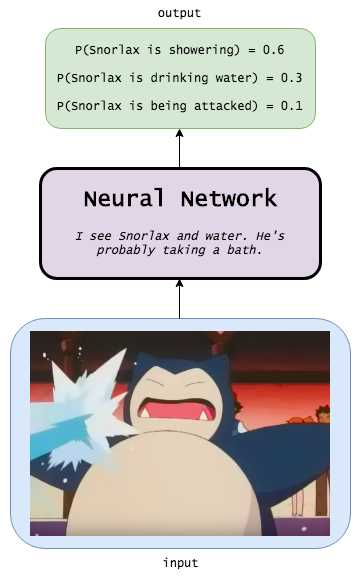 output
P(Snorlax is showering) = 0.6
P(Snorlax is drinking water) = 0.3
P(Snorlax is being attacked) = 0.1
Neural Network
I see Snorlax and water. He's
probably taking a bath.
input